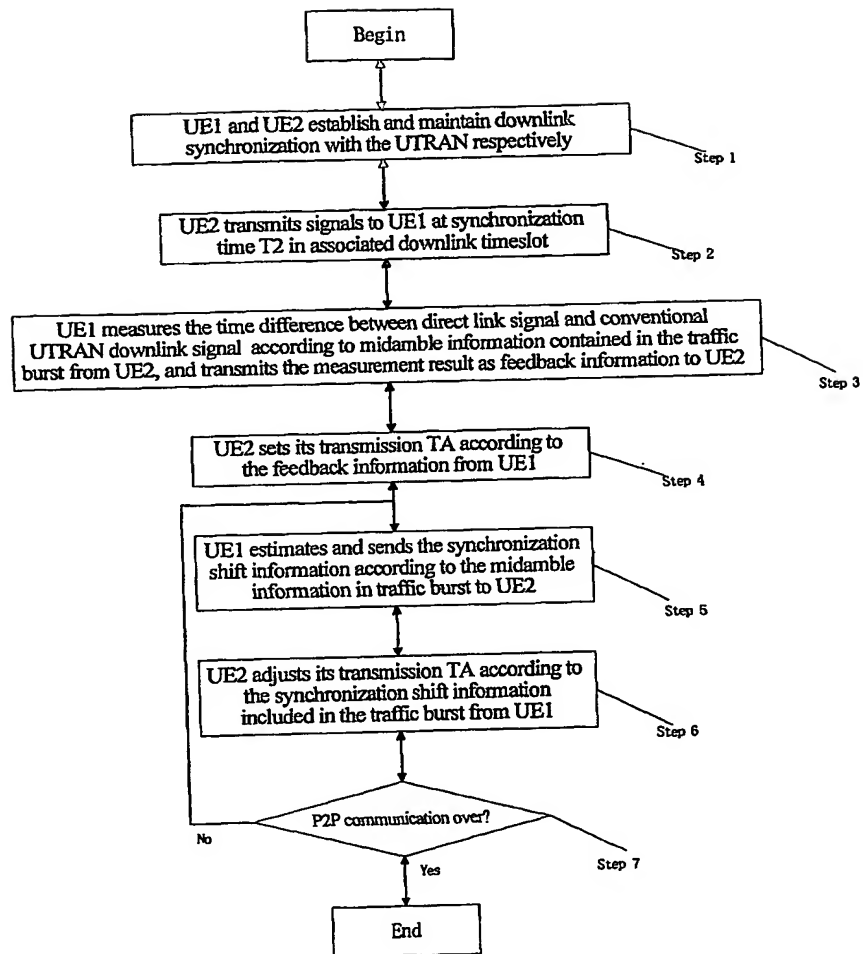 Begin
UE1 and UE2 establish and maintain downlink
synchronization with the UTRAN respectively
Step 1
UE2 transmits signals to UE1 at synchronization
time T2 in associated downlink timeslot
Step 2
UE1 measures the time difference between direct link signal and conventional
UTRAN downlink signal according to midamble information contained in the traffic
burst from UE2, and transmits the measurement result as feedback information to UE2
Step 3
UE2 sets its transmission TA according to
the feedback information from UE1
Step 4
UE1 estimates and sends the synchronization
shift information according to the midamble
information in traffic burst to UE2
Step 5
UE2 adjusts its transmission TA according to
the synchronization shift information
included in the traffic burst from UE1
Step 6
P2P communication over?
No
Step 7
Yes
End